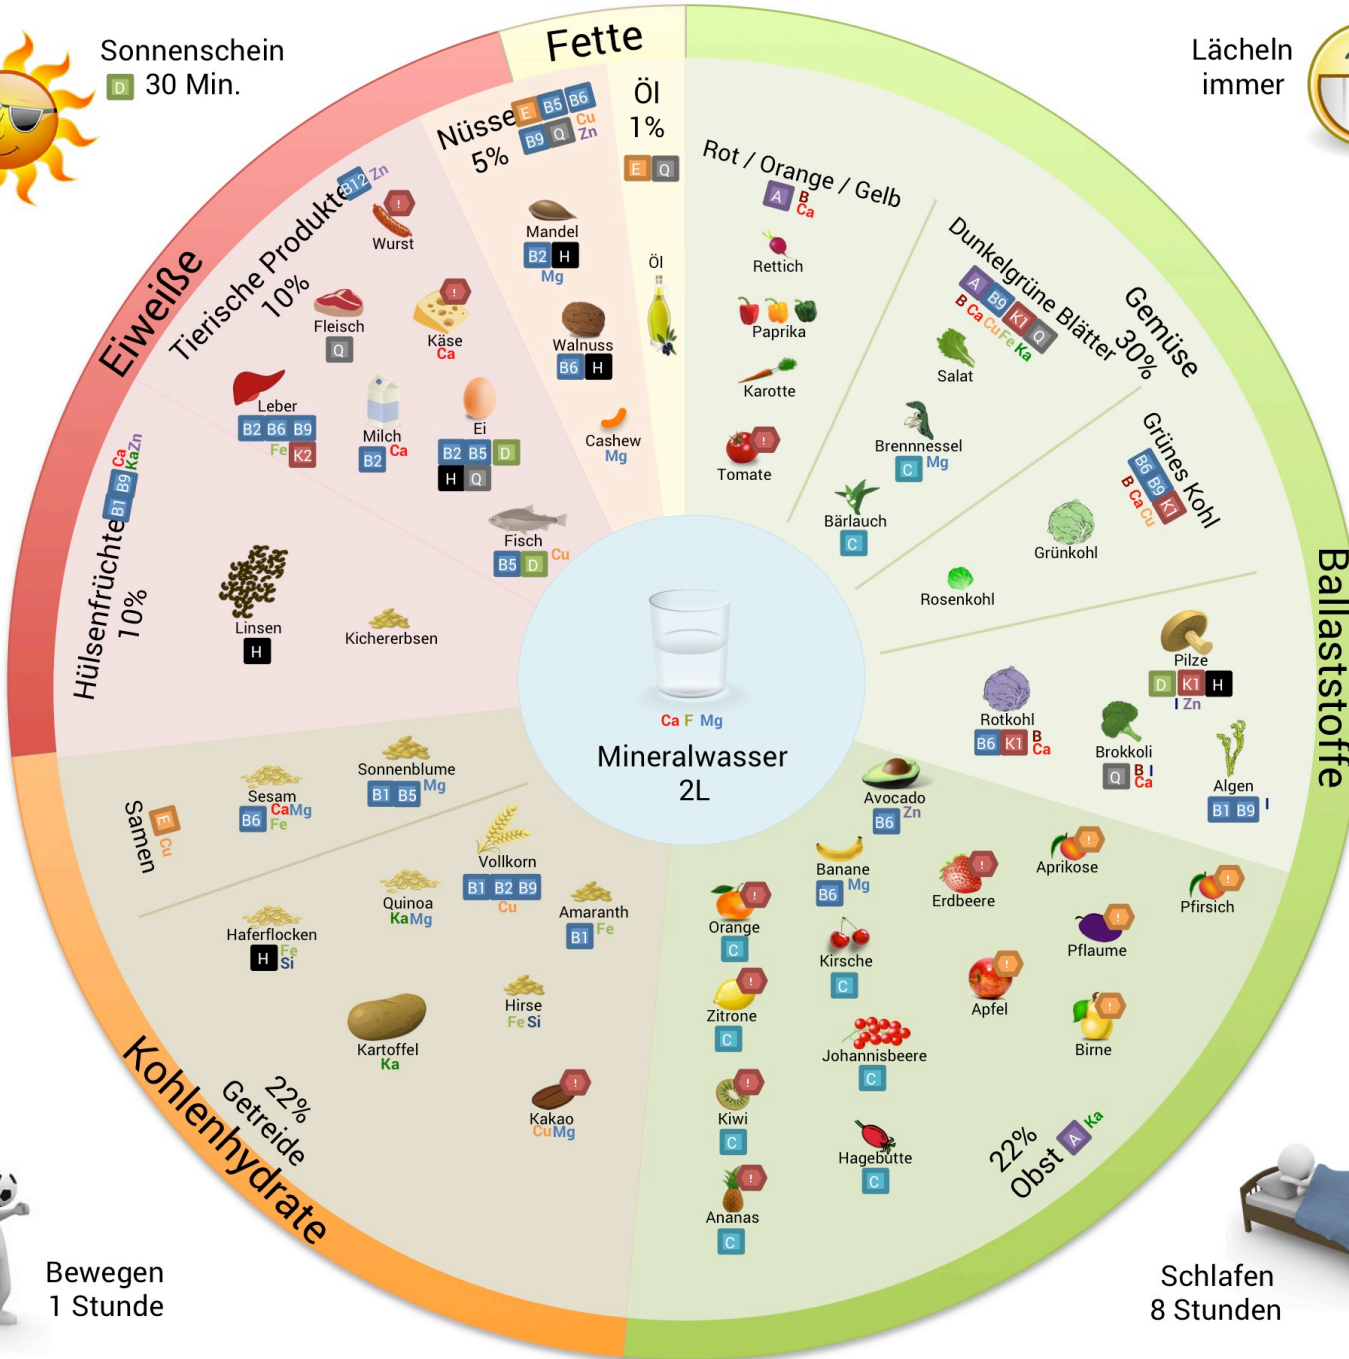 Sonnenschein
D 30 Min.
Lächeln
immer
Fette
Nüsse E B5 B6
5% B9 Q Cu Zn
Öl
1%
E Q
Mandel
B2 H
Mg
Walnuss
B6 H
Cashew
Mg
Öl
Eiweiße
Tierische Produkte B12 Zn
10%
!
Wurst
Fleisch
Q
!
Käse
Ca
Leber
B2 B6 B9
Fe K2
Milch
B2 Ca
Ei
B2 B5 D
H Q
Fisch
B5 D Cu
Hülsenfrüchte B1 B9 Ca Ka Zn
10%
Linsen
H
Kichererbsen
Ballaststoffe
Gemüse
30%
Rot / Orange / Gelb
A B Ca
Rettich
Paprika
Karotte
!
Tomate
Dunkelgrüne Blätter
A B9 K1 Q
B Ca Cu Fe Ka
Salat
Brennnessel
C Mg
Bärlauch
C
Grünes Kohl
B6 B9 K1
B Ca Cu
Grünkohl
Rosenkohl
Pilze
D K1 H
I Zn
Rotkohl
B6 K1 B Ca
Brokkoli
Q B I Ca
Algen
B1 B9 I
Ca F Mg
Mineralwasser
2L
Avocado
B6 Zn
Banane
B6 Mg
!
Erdbeere
!
Aprikose
!
Pfirsich
!
Orange
C
Kirsche
C
!
Pflaume
!
Apfel
!
Zitrone
C
Johannisbeere
C
!
Birne
!
Kiwi
C
Hagebutte
C
!
Ananas
C
22%
Obst A Ka
Kohlenhydrate
Samen E Cu
Sesam
B6 Ca Mg Fe
Sonnenblume
B1 B5 Mg
Vollkorn
B1 B2 B9
Cu
Quinoa
Ka Mg
Amaranth
B1 Fe
Haferflocken
H Fe Si
Hirse
Fe Si
Kartoffel
Ka
!
Kakao
Cu Mg
22%
Getreide
Bewegen
1 Stunde
Schlafen
8 Stunden